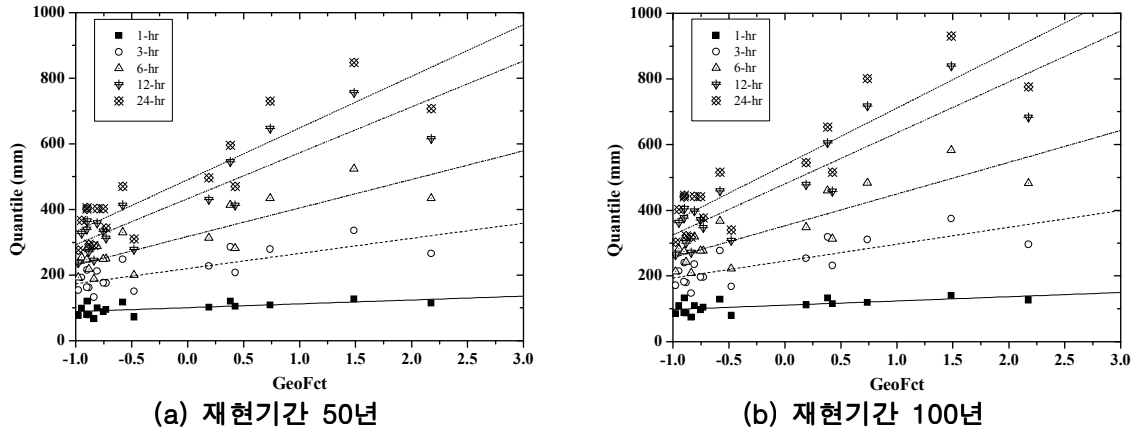 1000
800
600
400
200
0
Quantile (mm)
1-hr
3-hr
6-hr
12-hr
24-hr
-1.0 -0.5 0.0 0.5 1.0 1.5 2.0 2.5 3.0
GeoFct
(a) 재현기간 50년
1000
800
600
400
200
0
Quantile (mm)
1-hr
3-hr
6-hr
12-hr
24-hr
-1.0 -0.5 0.0 0.5 1.0 1.5 2.0 2.5 3.0
GeoFct
(b) 재현기간 100년